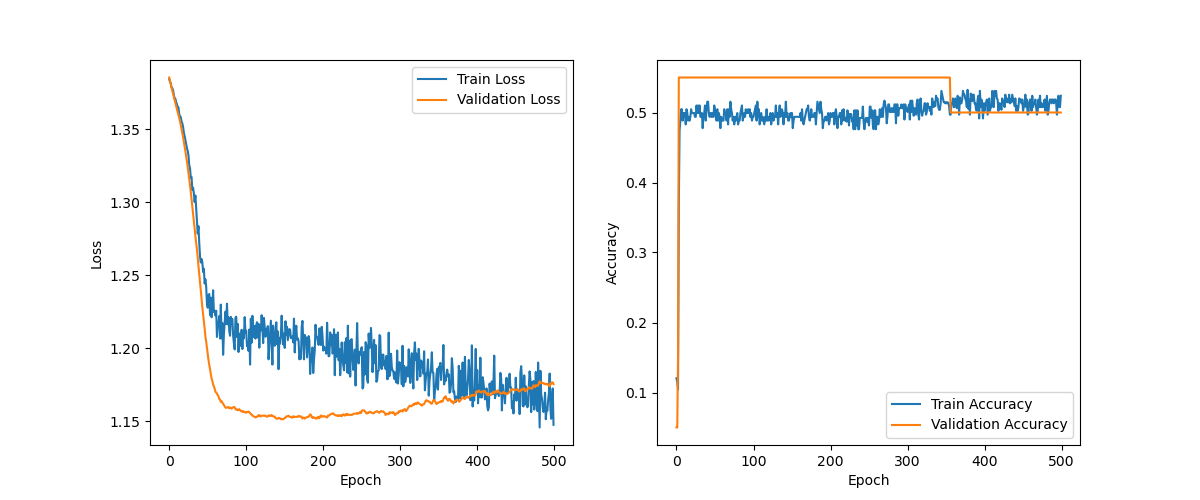 Train Loss
Validation Loss
Loss
1.35
1.30
1.25
1.20
1.15
0
100
200
300
400
500
Epoch
Accuracy
0.5
0.4
0.3
0.2
0.1
Train Accuracy
Validation Accuracy
0
100
200
300
400
500
Epoch